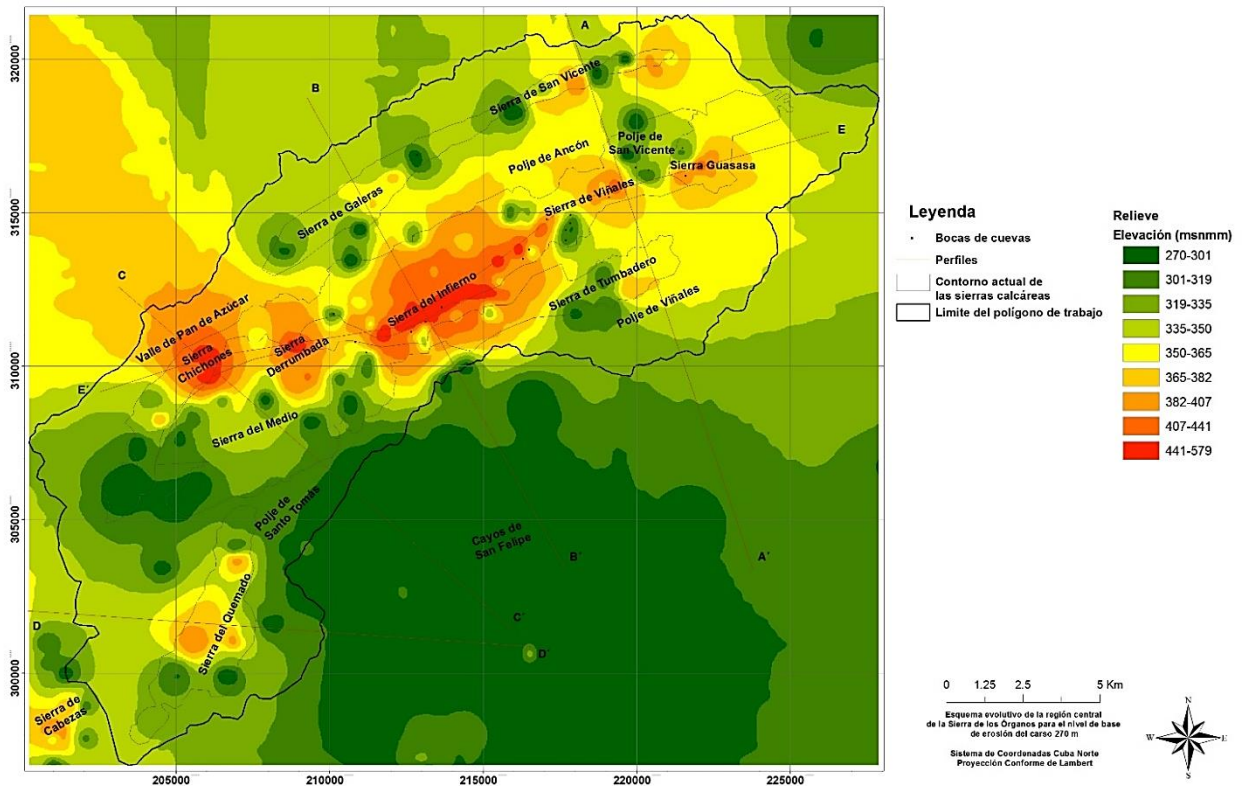 A
B
Sierra de San Vicente
Polje de
San Vicente
E
Polje de Ancón
Sierra Guasasa
Sierra de Viñales
Sierra de Galeras
C
Sierra de Tumbadero
Sierra del Infierno
Polje de Viñales
Valle de Pan de Azúcar
Sierra
Chichones
Sierra
Derrumbada
E´
Sierra del Medio
Polje de
Santo Tomás
Cayos de
San Felipe
B´
A´
Sierra del Quemado
C´
D
D´
Sierra de
Cabezas
320000
315000
310000
305000
300000
205000
210000
215000
220000
225000
Leyenda
Bocas de cuevas
Perfiles
Contorno actual de
las sierras calcáreas
Limite del polígono de trabajo
Relieve
Elevación (msnmm)
270-301
301-319
319-335
335-350
350-365
365-382
382-407
407-441
441-579
0 1.25 2.5 5 Km
Esquema evolutivo de la región central
de la Sierra de los Órganos para el nivel de base
de erosión del carso 270 m
Sistema de Coordenadas Cuba Norte
Proyección Conforme de Lambert
N
W E
S